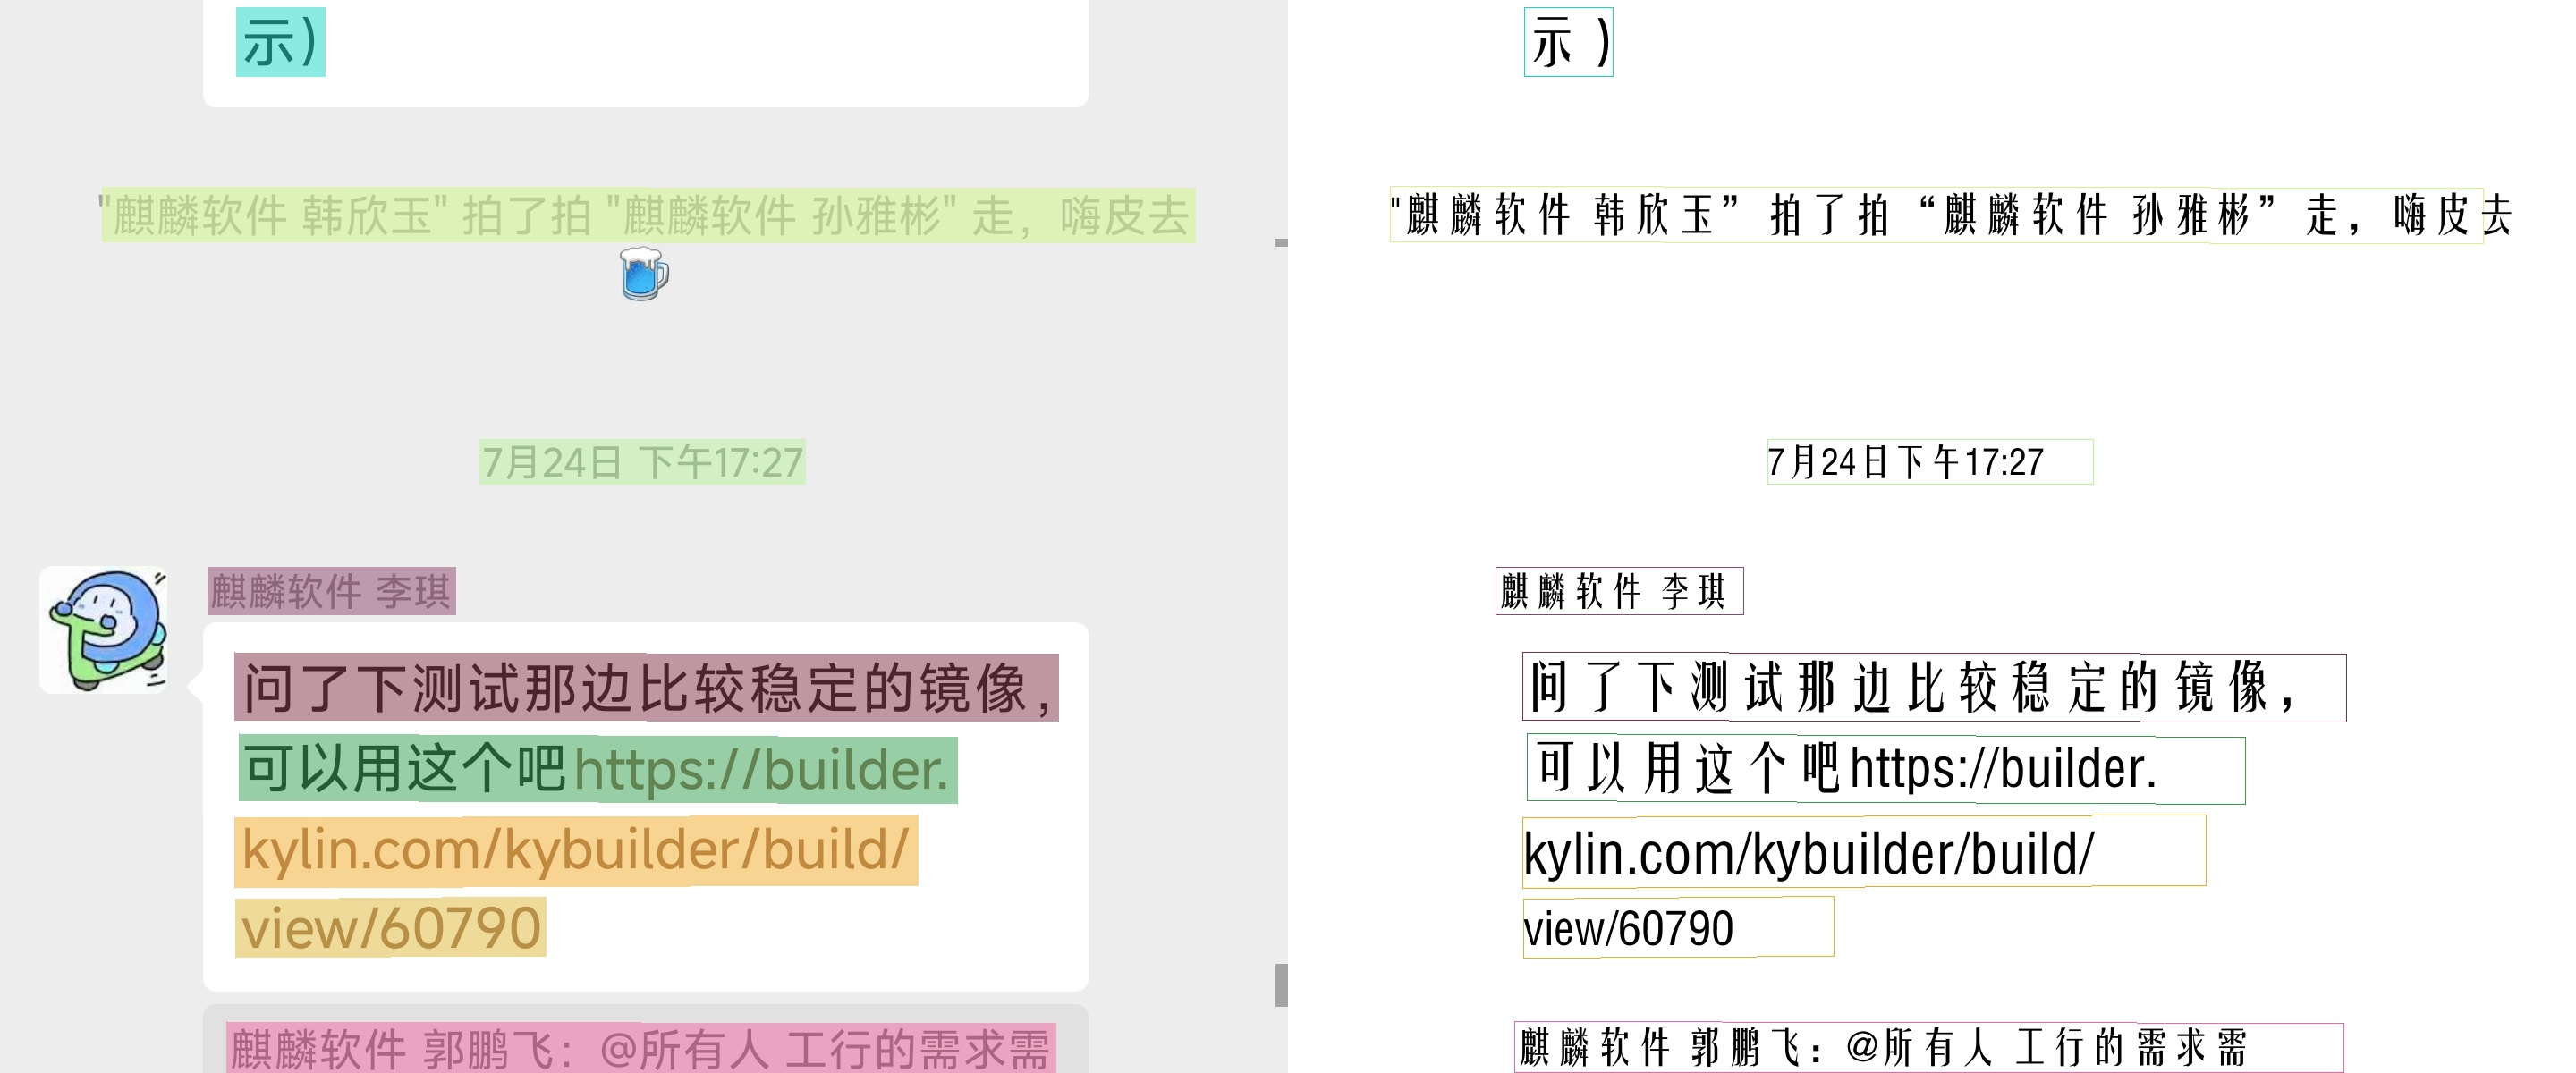 示)
示 )
"麒麟软件 韩欣玉" 拍了拍 "麒麟软件 孙雅彬" 走，嗨皮去
"麒麟软件 韩欣玉” 拍了拍 “麒麟软件 孙雅彬” 走，嗨皮去
7月24日 下午17:27
7月24日下午17:27
麒麟软件 李琪
麒麟软件 李琪
问了下测试那边比较稳定的镜像，
问了下测试那边比较稳定的镜像，
可以用这个吧https://builder.
可以用这个吧https://builder.
kylin.com/kybuilder/build/
kylin.com/kybuilder/build/
view/60790
view/60790
麒麟软件 郭鹏飞：@所有人 工行的需求需
麒麟软件 郭鹏飞：@所有人 工行的需求需